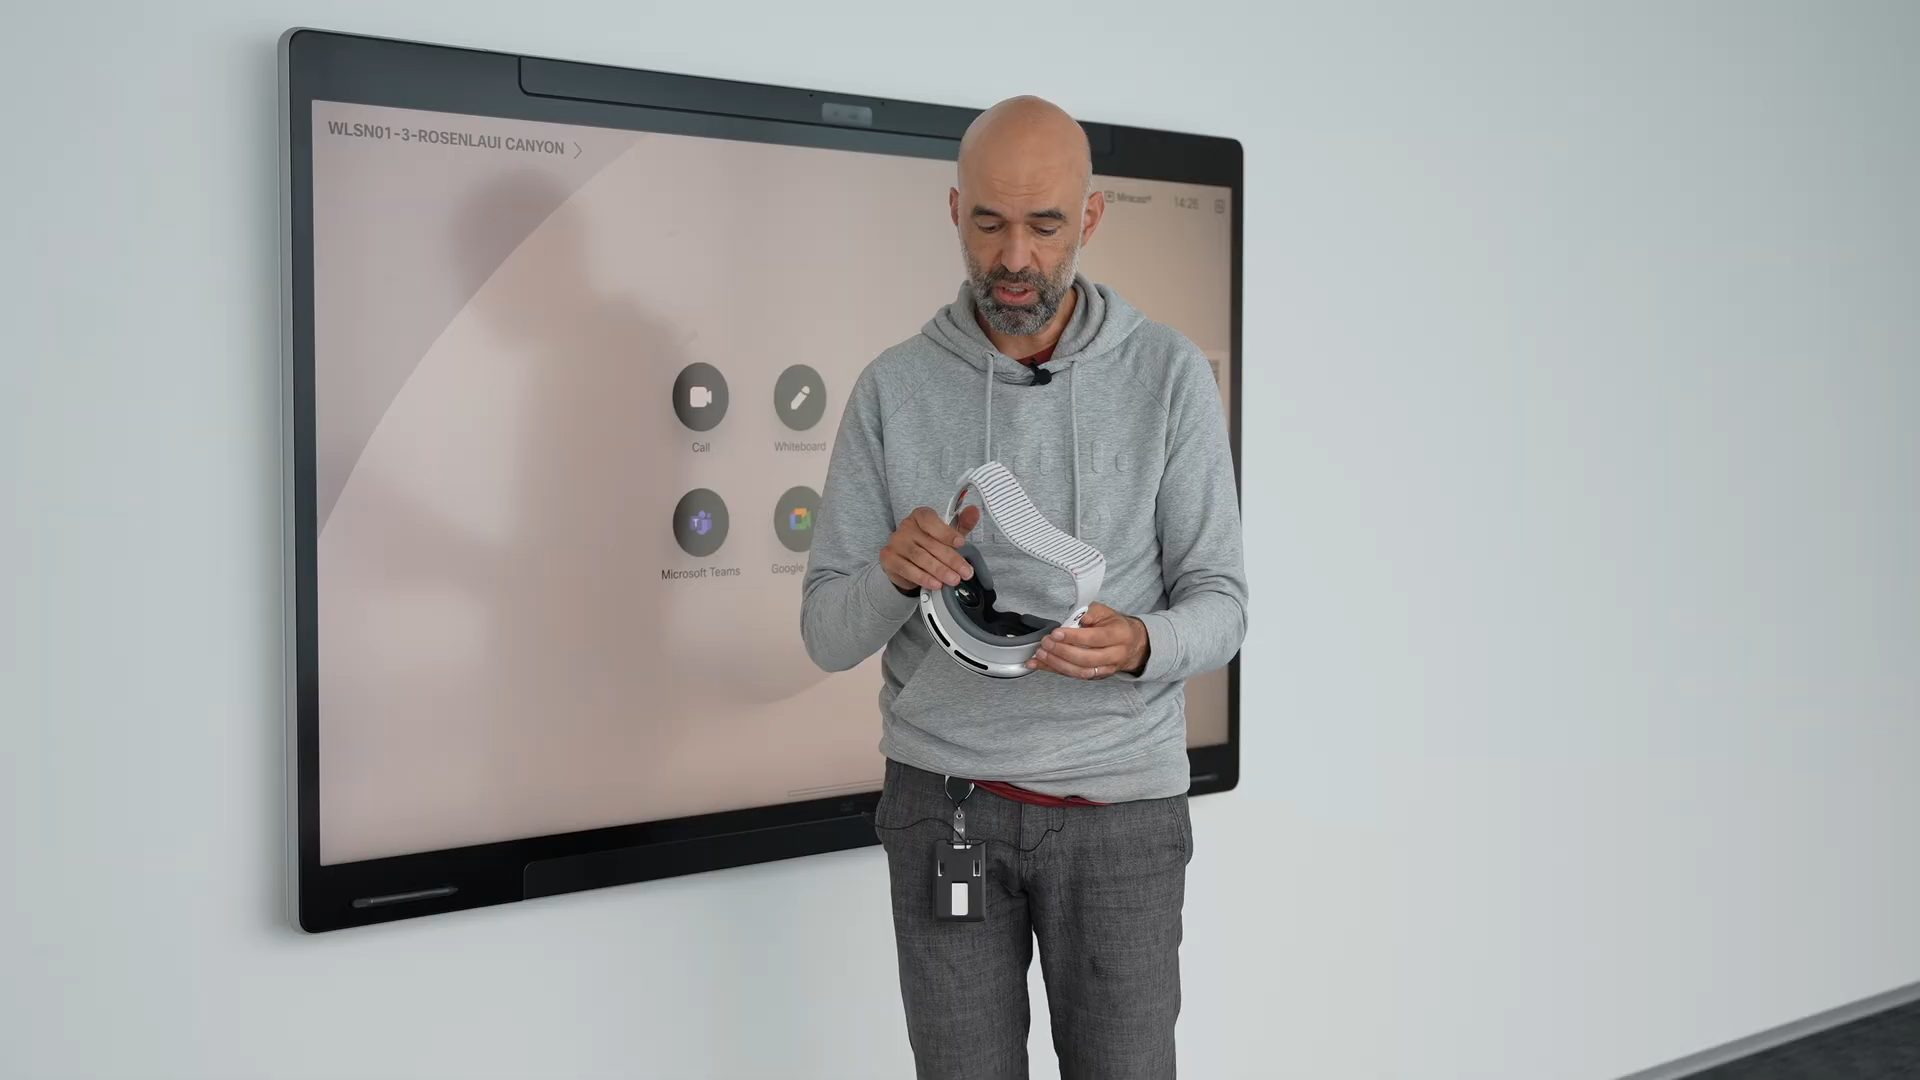 WLSN01-3-ROSENLAUI CANYON
Miracast®
14:26
Call
Whiteboard
Microsoft Teams
Google